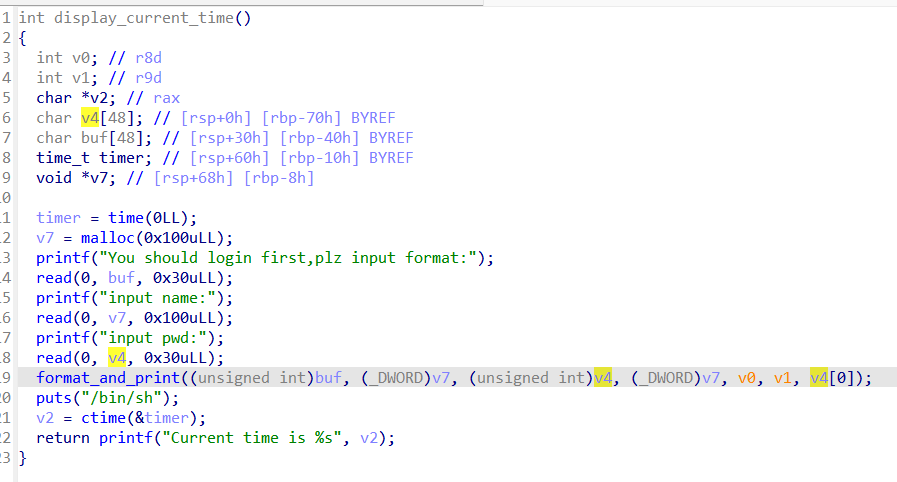 1 int display_current_time()
2 {
3 int v0; // r8d
4 int v1; // r9d
5 char *v2; // rax
6 char v4[48]; // [rsp+0h] [rbp-70h] BYREF
7 char buf[48]; // [rsp+30h] [rbp-40h] BYREF
8 time_t timer; // [rsp+60h] [rbp-10h] BYREF
9 void *v7; // [rsp+68h] [rbp-8h]
0
1 timer = time(0LL);
2 v7 = malloc(0x100uLL);
3 printf("You should login first,plz input format:");
4 read(0, buf, 0x30uLL);
5 printf("input name:");
6 read(0, v7, 0x100uLL);
7 printf("input pwd:");
8 read(0, v4, 0x30uLL);
9 format_and_print((unsigned int)buf, (_DWORD)v7, (unsigned int)v4, (_DWORD)v7, v0, v1, v4[0]);
0 puts("/bin/sh");
1 v2 = ctime(&timer);
2 return printf("Current time is %s", v2);
3 }